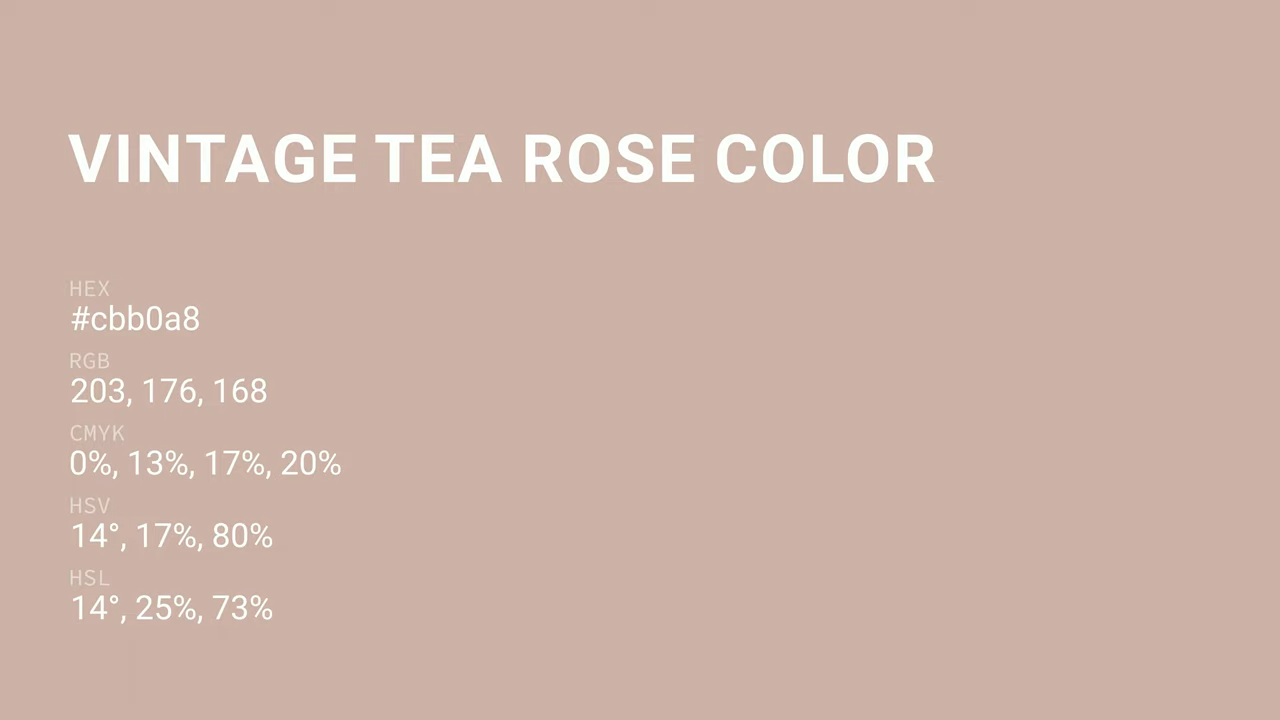 VINTAGE TEA ROSE COLOR
HEX
#cbb0a8
RGB
203, 176, 168
CMYK
0%, 13%, 17%, 20%
HSV
14°, 17%, 80%
HSL
14°, 25%, 73%